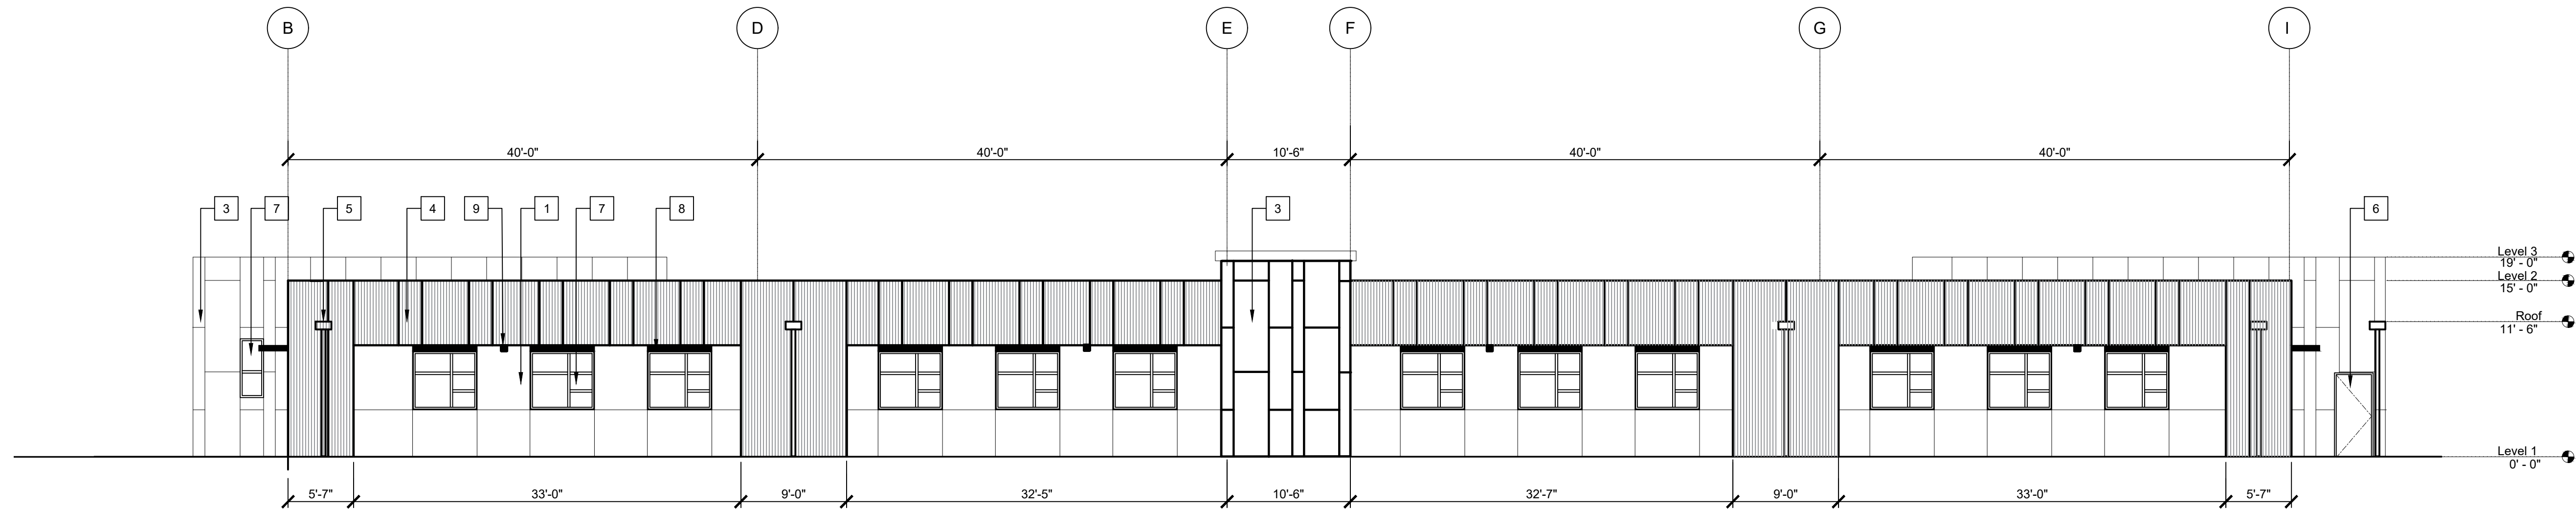 B D E F G I
40'-0" 40'-0" 10'-6" 40'-0" 40'-0"
3 7 5 4 9 1 7 8 3 6
Level 3
19' - 0"
Level 2
15' - 0"
Roof
11' - 6"
Level 1
0' - 0"
5'-7" 33'-0" 9'-0" 32'-5" 10'-6" 32'-7" 9'-0" 33'-0" 5'-7"